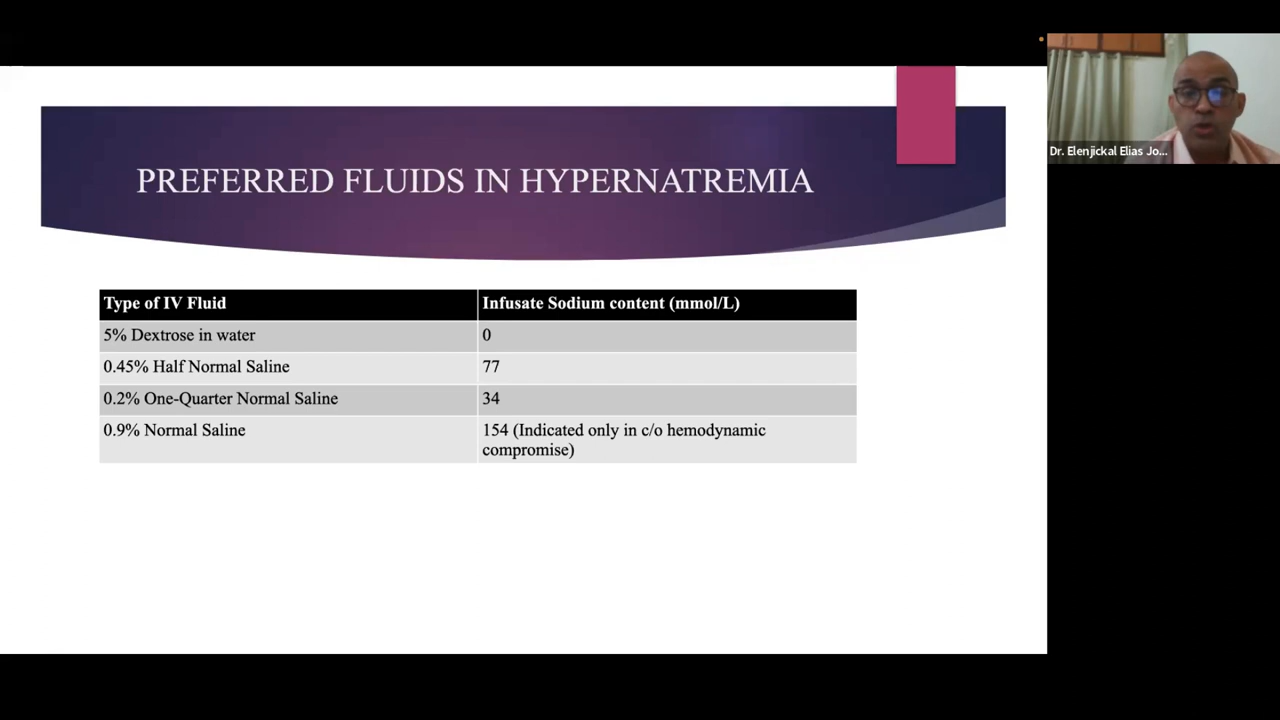 PREFERRED FLUIDS IN HYPERNATREMIA
Type of IV Fluid Infusate Sodium content (mmol/L)
5% Dextrose in water 0
0.45% Half Normal Saline 77
0.2% One-Quarter Normal Saline 34
0.9% Normal Saline 154 (Indicated only in c/o hemodynamic
compromise)
Dr. Elenjickal Elias Jo...